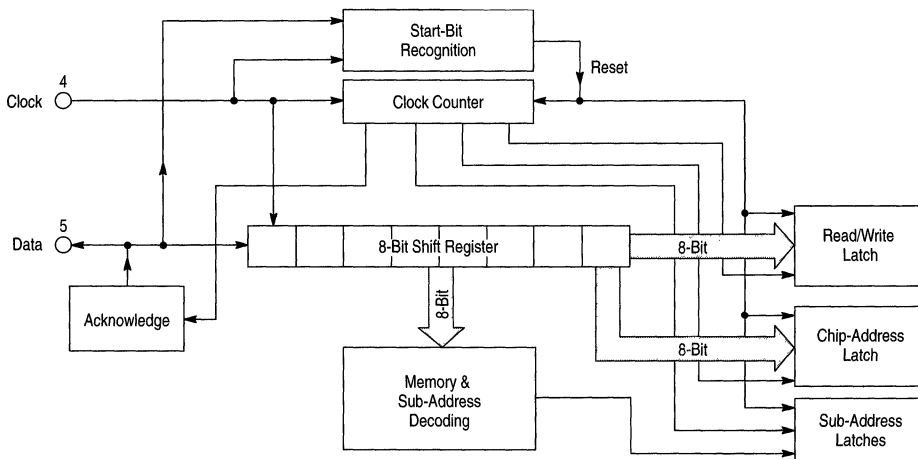 Start-Bit
Recognition
Reset
4
Clock
Clock Counter
5
Data
8-Bit Shift Register
8-Bit
Read/Write
Latch
Acknowledge
8-Bit
8-Bit
Chip-Address
Latch
Memory &
Sub-Address
Decoding
Sub-Address
Latches